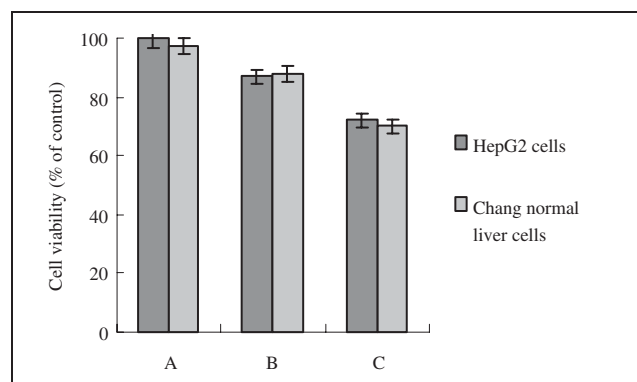 Cell viability (% of control)
100
80
60
40
20
0
A B C
HepG2 cells
Chang normal
liver cells